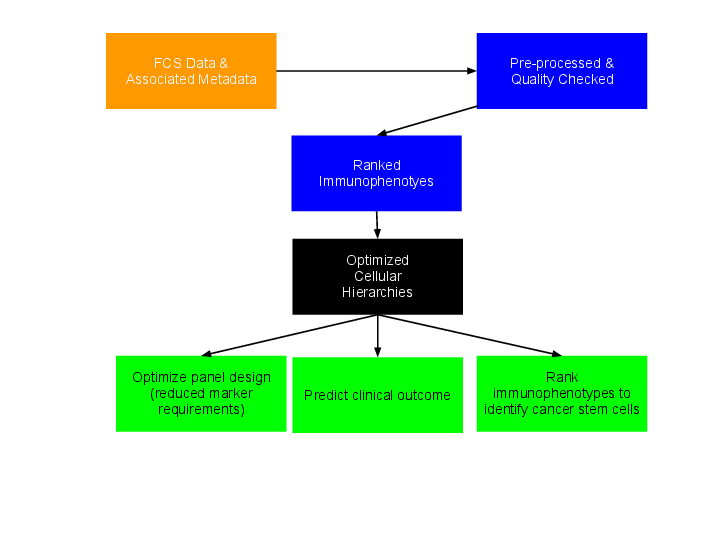 FCS Data &
Associated Metadata
Pre-processed &
Quality Checked
Ranked
Immunophenotyes
Optimized
Cellular
Hierarchies
Optimize panel design
(reduced marker
requirements)
Predict clinical outcome
Rank
immunophenotypes to
identify cancer stem cells